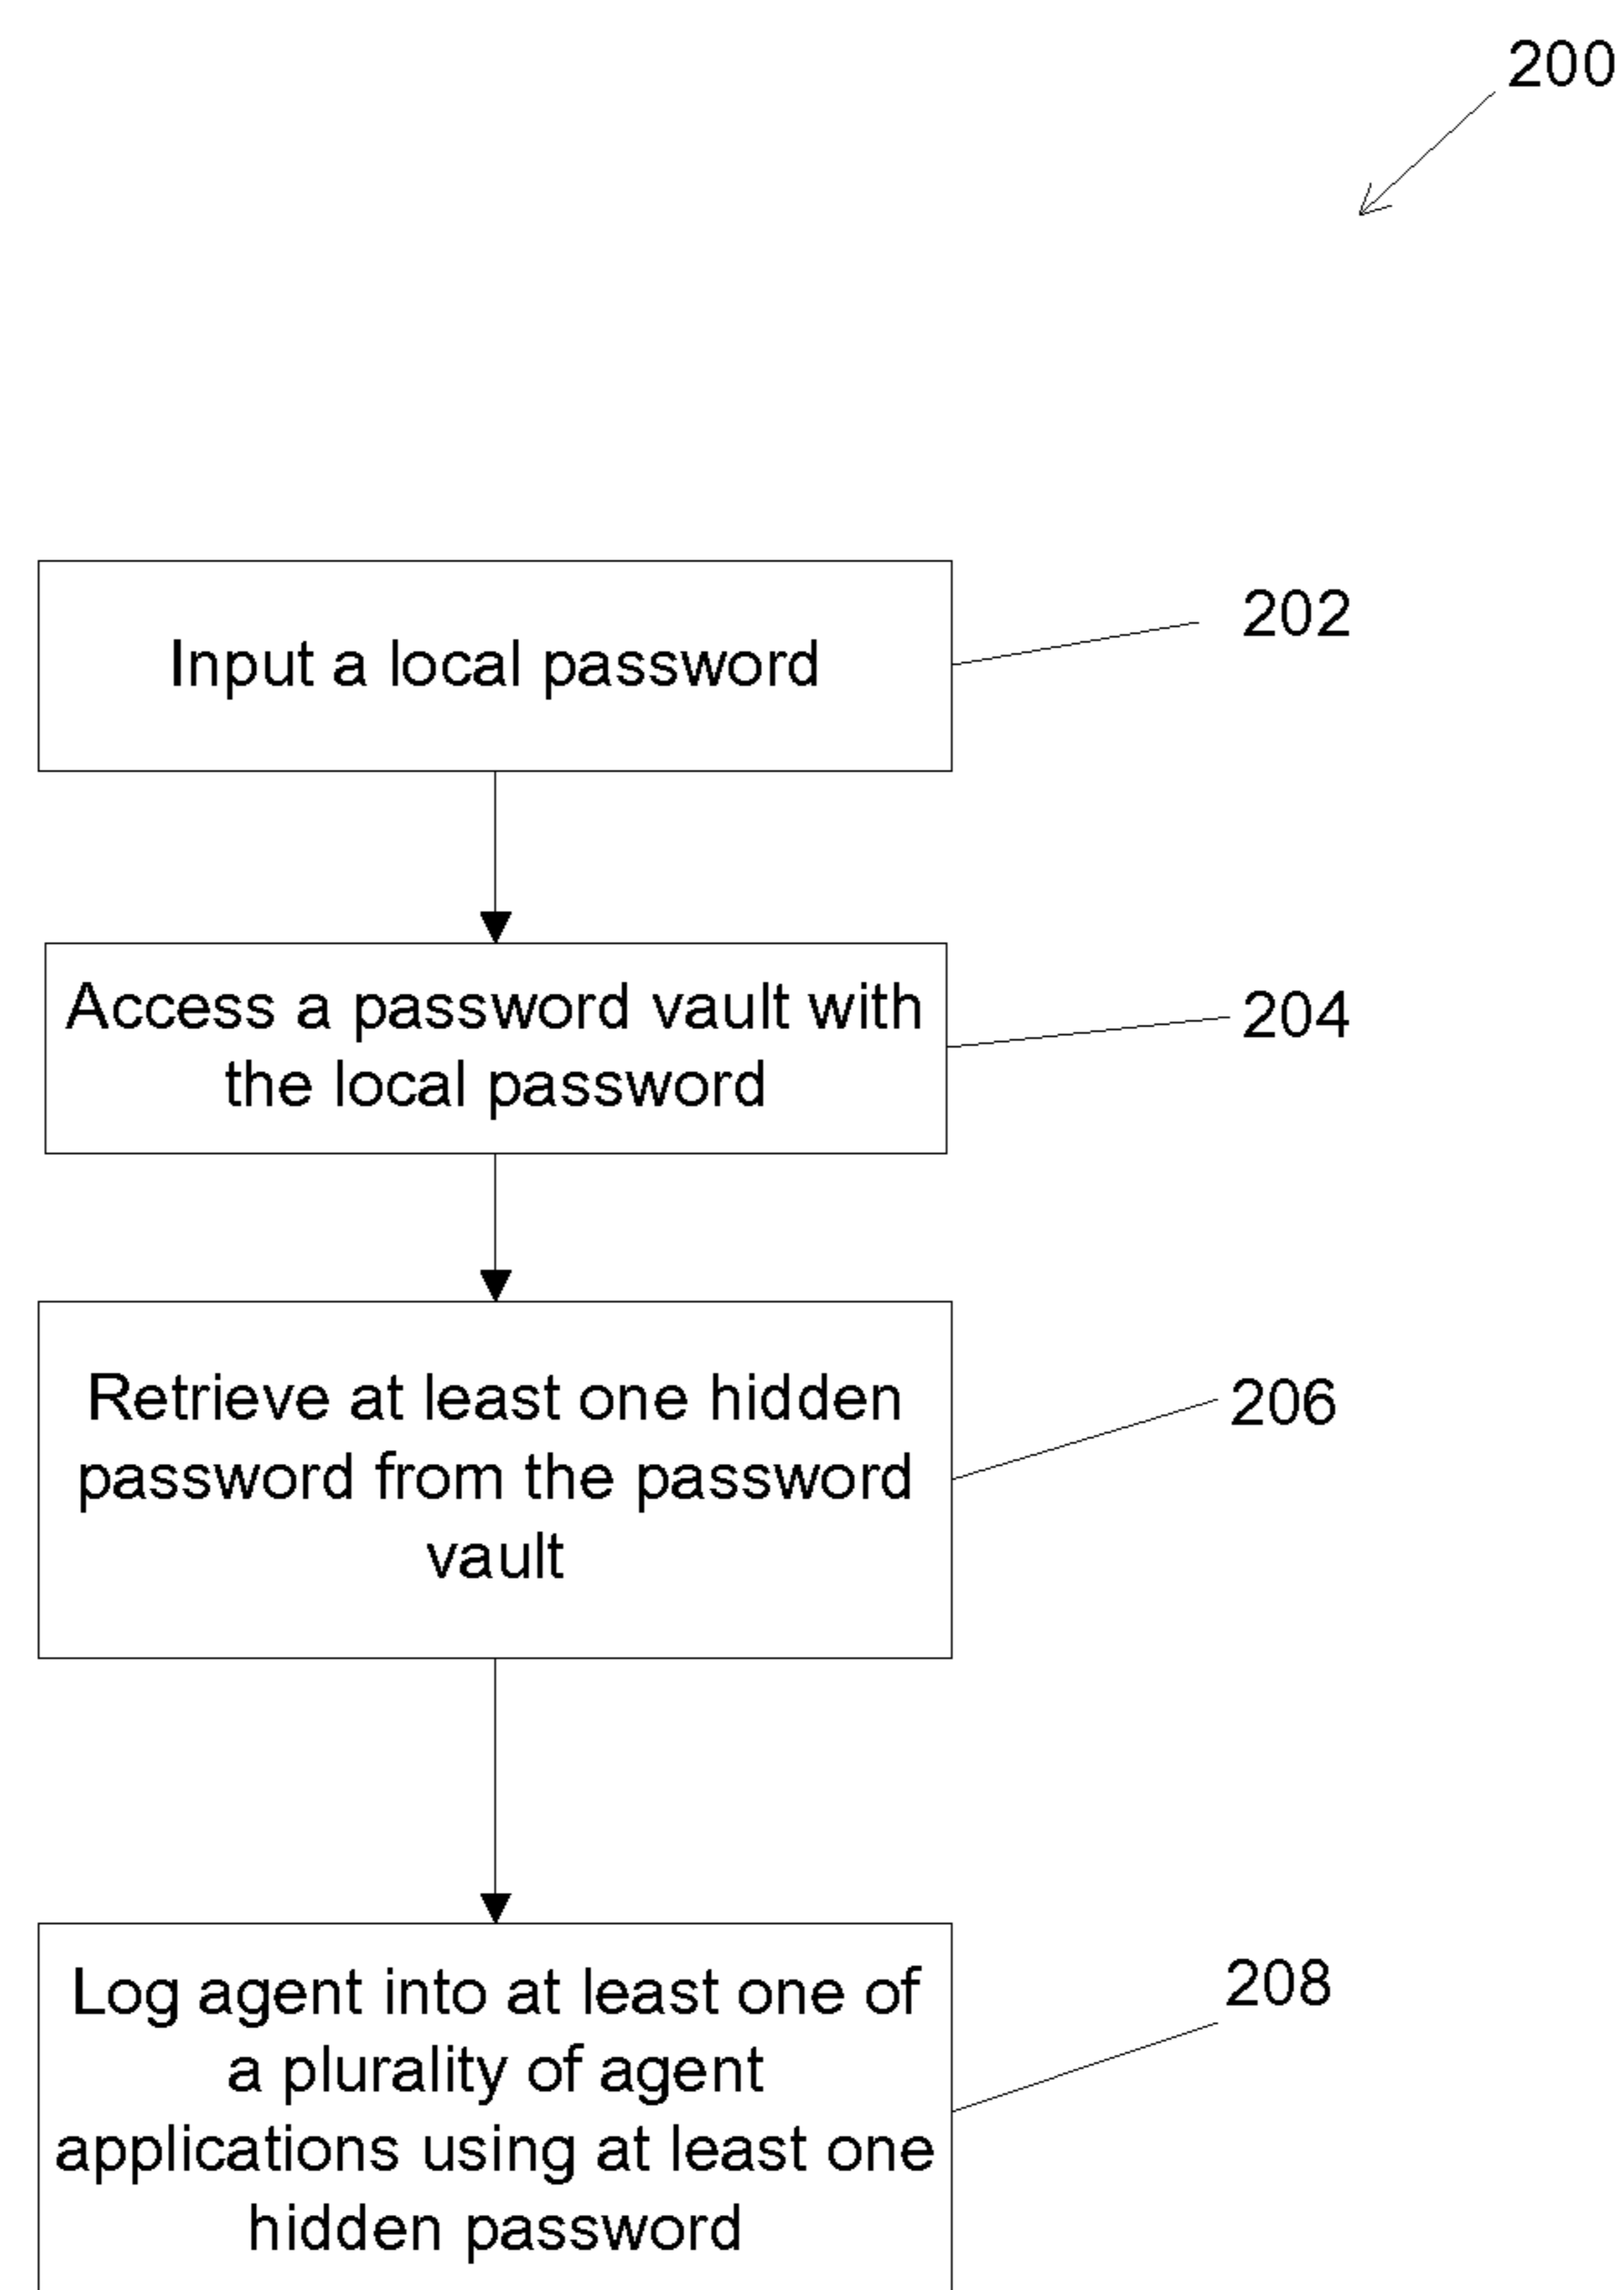 200
Input a local password
202
Access a password vault with
the local password
204
Retrieve at least one hidden
password from the password
vault
206
Log agent into at least one of
a plurality of agent
applications using at least one
hidden password
208